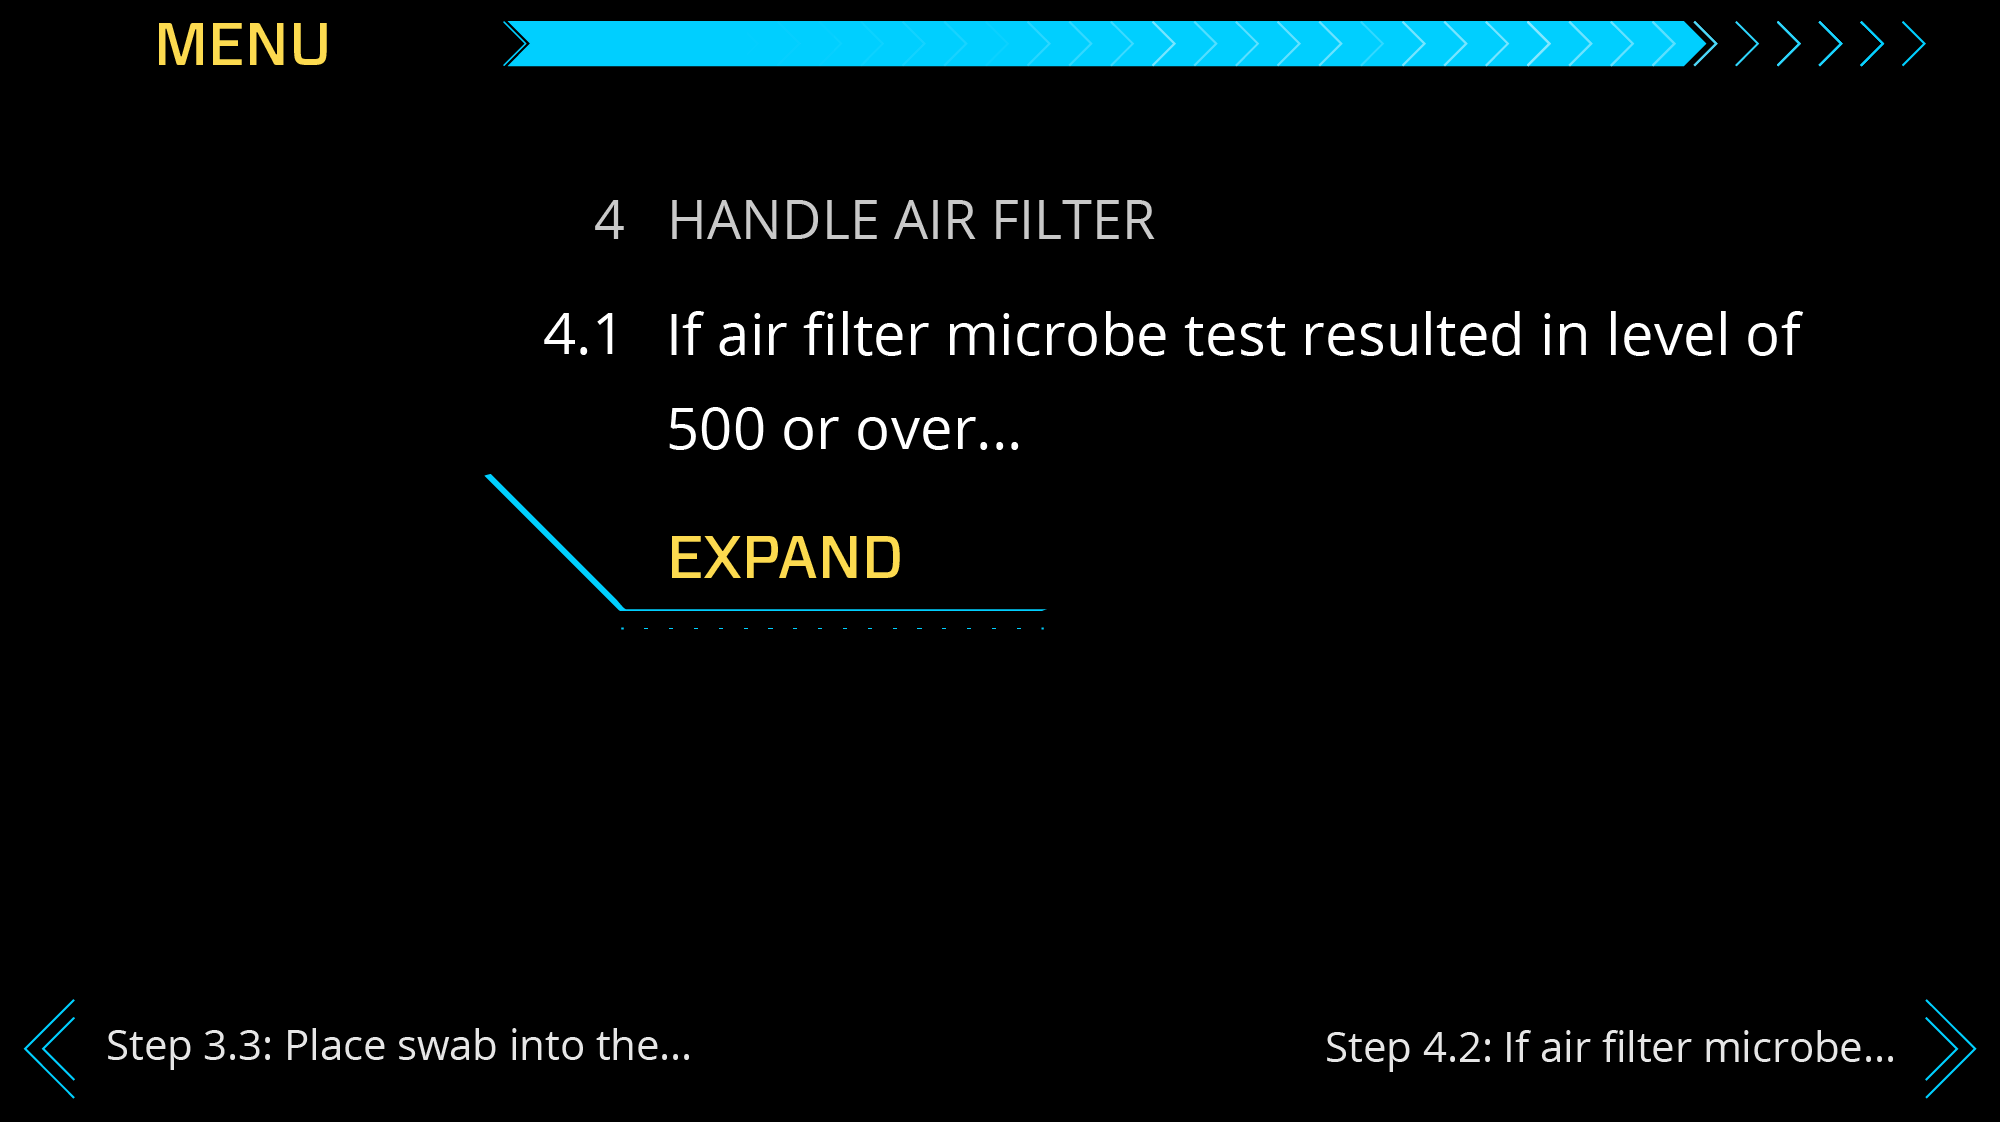 MENU
4 HANDLE AIR FILTER
4.1 If air filter microbe test resulted in level of
500 or over...
EXPAND
Step 3.3: Place swab into the...
Step 4.2: If air filter microbe...